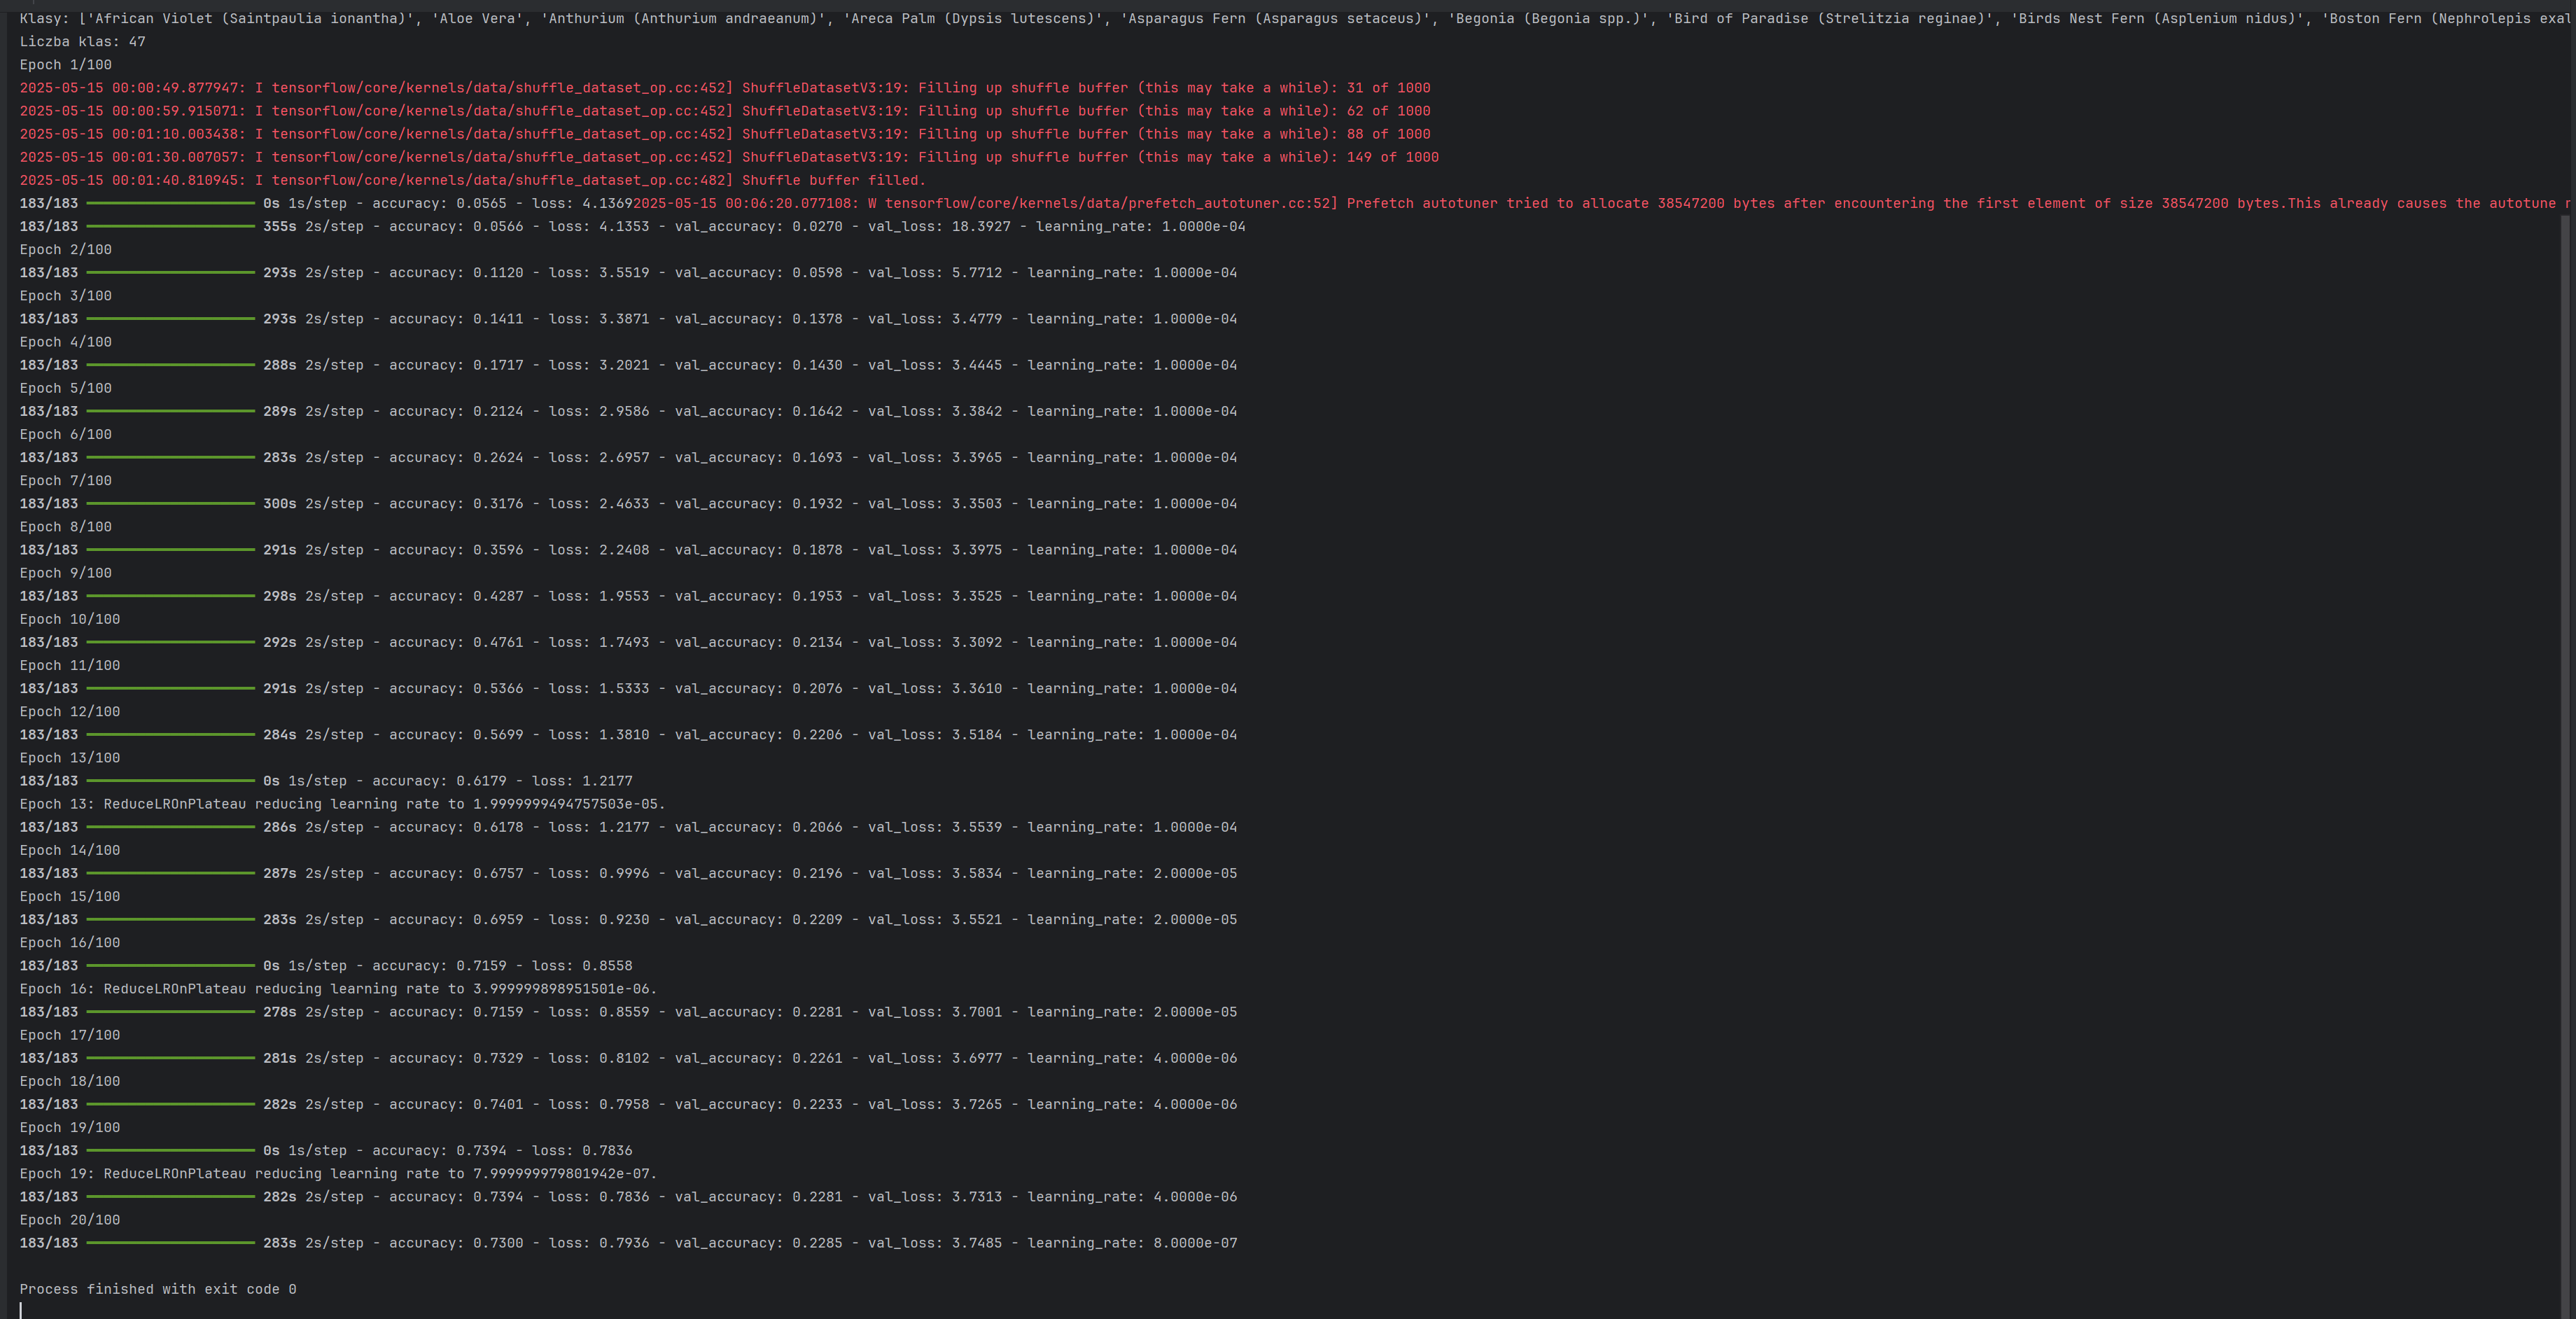 Klasy: ['African Violet (Saintpaulia ionantha)', 'Aloe Vera', 'Anthurium (Anthurium andraeanum)', 'Areca Palm (Dypsis lutescens)', 'Asparagus Fern (Asparagus setaceus)', 'Begonia (Begonia spp.)', 'Bird of Paradise (Strelitzia reginae)', 'Birds Nest Fern (Asplenium nidus)', 'Boston Fern (Nephrolepis exal
Liczba klas: 47
Epoch 1/100
2025-05-15 00:00:49.877947: I tensorflow/core/kernels/data/shuffle_dataset_op.cc:452] ShuffleDatasetV3:19: Filling up shuffle buffer (this may take a while): 31 of 1000
2025-05-15 00:00:59.915071: I tensorflow/core/kernels/data/shuffle_dataset_op.cc:452] ShuffleDatasetV3:19: Filling up shuffle buffer (this may take a while): 62 of 1000
2025-05-15 00:01:10.003438: I tensorflow/core/kernels/data/shuffle_dataset_op.cc:452] ShuffleDatasetV3:19: Filling up shuffle buffer (this may take a while): 88 of 1000
2025-05-15 00:01:30.007057: I tensorflow/core/kernels/data/shuffle_dataset_op.cc:452] ShuffleDatasetV3:19: Filling up shuffle buffer (this may take a while): 149 of 1000
2025-05-15 00:01:40.810945: I tensorflow/core/kernels/data/shuffle_dataset_op.cc:482] Shuffle buffer filled.
183/183 0s 1s/step - accuracy: 0.0565 - loss: 4.13692025-05-15 00:06:20.077108: W tensorflow/core/kernels/data/prefetch_autotuner.cc:52] Prefetch autotuner tried to allocate 38547200 bytes after encountering the first element of size 38547200 bytes.This already causes the autotune r
183/183 355s 2s/step - accuracy: 0.0566 - loss: 4.1353 - val_accuracy: 0.0270 - val_loss: 18.3927 - learning_rate: 1.0000e-04
Epoch 2/100
183/183 293s 2s/step - accuracy: 0.1120 - loss: 3.5519 - val_accuracy: 0.0598 - val_loss: 5.7712 - learning_rate: 1.0000e-04
Epoch 3/100
183/183 293s 2s/step - accuracy: 0.1411 - loss: 3.3871 - val_accuracy: 0.1378 - val_loss: 3.4779 - learning_rate: 1.0000e-04
Epoch 4/100
183/183 288s 2s/step - accuracy: 0.1717 - loss: 3.2021 - val_accuracy: 0.1430 - val_loss: 3.4445 - learning_rate: 1.0000e-04
Epoch 5/100
183/183 289s 2s/step - accuracy: 0.2124 - loss: 2.9586 - val_accuracy: 0.1642 - val_loss: 3.3842 - learning_rate: 1.0000e-04
Epoch 6/100
183/183 283s 2s/step - accuracy: 0.2624 - loss: 2.6957 - val_accuracy: 0.1693 - val_loss: 3.3965 - learning_rate: 1.0000e-04
Epoch 7/100
183/183 300s 2s/step - accuracy: 0.3176 - loss: 2.4633 - val_accuracy: 0.1932 - val_loss: 3.3503 - learning_rate: 1.0000e-04
Epoch 8/100
183/183 291s 2s/step - accuracy: 0.3596 - loss: 2.2408 - val_accuracy: 0.1878 - val_loss: 3.3975 - learning_rate: 1.0000e-04
Epoch 9/100
183/183 298s 2s/step - accuracy: 0.4287 - loss: 1.9553 - val_accuracy: 0.1953 - val_loss: 3.3525 - learning_rate: 1.0000e-04
Epoch 10/100
183/183 292s 2s/step - accuracy: 0.4761 - loss: 1.7493 - val_accuracy: 0.2134 - val_loss: 3.3092 - learning_rate: 1.0000e-04
Epoch 11/100
183/183 291s 2s/step - accuracy: 0.5366 - loss: 1.5333 - val_accuracy: 0.2076 - val_loss: 3.3610 - learning_rate: 1.0000e-04
Epoch 12/100
183/183 284s 2s/step - accuracy: 0.5699 - loss: 1.3810 - val_accuracy: 0.2206 - val_loss: 3.5184 - learning_rate: 1.0000e-04
Epoch 13/100
183/183 0s 1s/step - accuracy: 0.6179 - loss: 1.2177
Epoch 13: ReduceLROnPlateau reducing learning rate to 1.9999999494757503e-05.
183/183 286s 2s/step - accuracy: 0.6178 - loss: 1.2177 - val_accuracy: 0.2066 - val_loss: 3.5539 - learning_rate: 1.0000e-04
Epoch 14/100
183/183 287s 2s/step - accuracy: 0.6757 - loss: 0.9996 - val_accuracy: 0.2196 - val_loss: 3.5834 - learning_rate: 2.0000e-05
Epoch 15/100
183/183 283s 2s/step - accuracy: 0.6959 - loss: 0.9230 - val_accuracy: 0.2209 - val_loss: 3.5521 - learning_rate: 2.0000e-05
Epoch 16/100
183/183 0s 1s/step - accuracy: 0.7159 - loss: 0.8558
Epoch 16: ReduceLROnPlateau reducing learning rate to 3.999999898951501e-06.
183/183 278s 2s/step - accuracy: 0.7159 - loss: 0.8559 - val_accuracy: 0.2281 - val_loss: 3.7001 - learning_rate: 2.0000e-05
Epoch 17/100
183/183 281s 2s/step - accuracy: 0.7329 - loss: 0.8102 - val_accuracy: 0.2261 - val_loss: 3.6977 - learning_rate: 4.0000e-06
Epoch 18/100
183/183 282s 2s/step - accuracy: 0.7401 - loss: 0.7958 - val_accuracy: 0.2233 - val_loss: 3.7265 - learning_rate: 4.0000e-06
Epoch 19/100
183/183 0s 1s/step - accuracy: 0.7394 - loss: 0.7836
Epoch 19: ReduceLROnPlateau reducing learning rate to 7.999999979801942e-07.
183/183 282s 2s/step - accuracy: 0.7394 - loss: 0.7836 - val_accuracy: 0.2281 - val_loss: 3.7313 - learning_rate: 4.0000e-06
Epoch 20/100
183/183 283s 2s/step - accuracy: 0.7300 - loss: 0.7936 - val_accuracy: 0.2285 - val_loss: 3.7485 - learning_rate: 8.0000e-07
Process finished with exit code 0